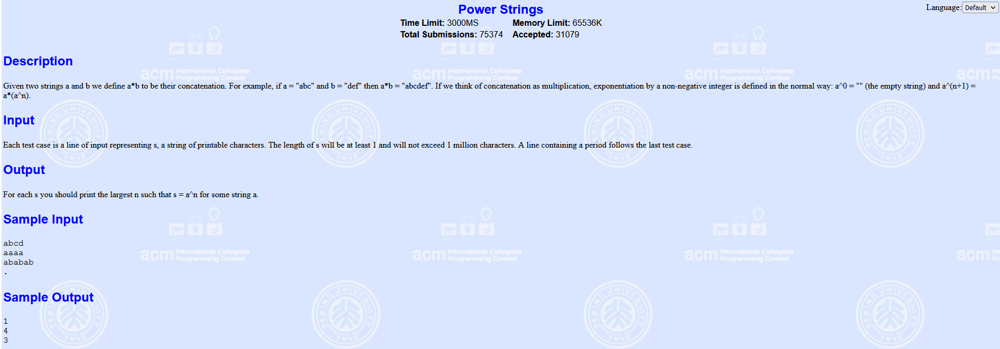 Power Strings
Language: Default
Time Limit: 3000MS Memory Limit: 65536K
Total Submissions: 75374 Accepted: 31079
Description
Given two strings a and b we define a*b to be their concatenation. For example, if a = "abc" and b = "def" then a*b = "abcdef". If we think of concatenation as multiplication, exponentiation by a non-negative integer is defined in the normal way: a^0 = "" (the empty string) and a^(n+1) =
a*(a^n).
Input
Each test case is a line of input representing s, a string of printable characters. The length of s will be at least 1 and will not exceed 1 million characters. A line containing a period follows the last test case.
Output
For each s you should print the largest n such that s = a^n for some string a.
Sample Input
abcd
aaaa
ababab
.
Sample Output
1
4
3